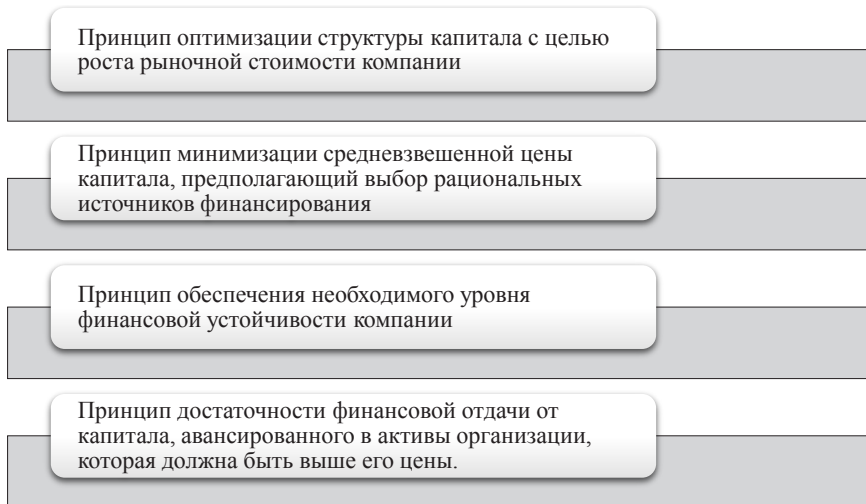 Принцип оптимизации структуры капитала с целью
роста рыночной стоимости компании
Принцип минимизации средневзвешенной цены
капитала, предполагающий выбор рациональных
источников финансирования
Принцип обеспечения необходимого уровня
финансовой устойчивости компании
Принцип достаточности финансовой отдачи от
капитала, авансированного в активы организации,
которая должна быть выше его цены.